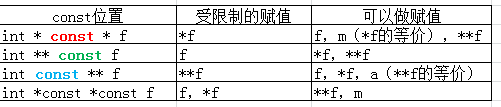 const位置 受限制的赋值 可以做赋值
int * const * f *f f, m（*f的等价）, **f
int ** const f f *f, **f
int const ** f **f f, *f, a（**f的等价）
int *const *const f f, *f **f, m